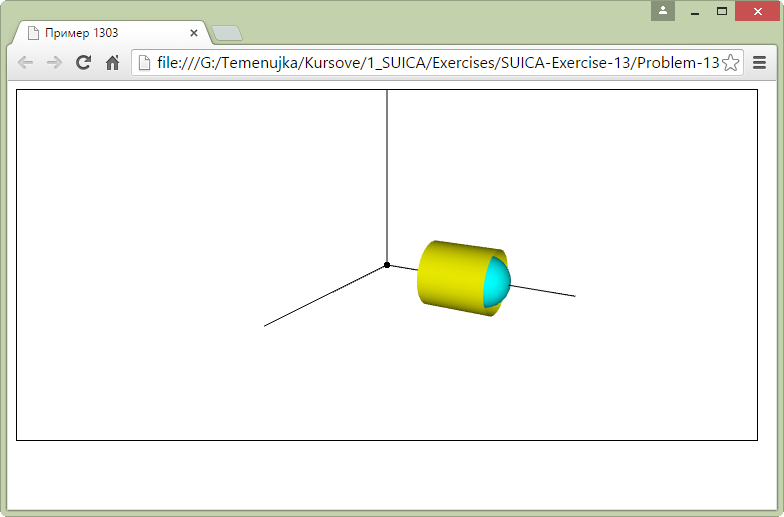 Пример 1303
file:///G:/Temenujka/Kursove/1_SUICA/Exercises/SUICA-Exercise-13/Problem-13